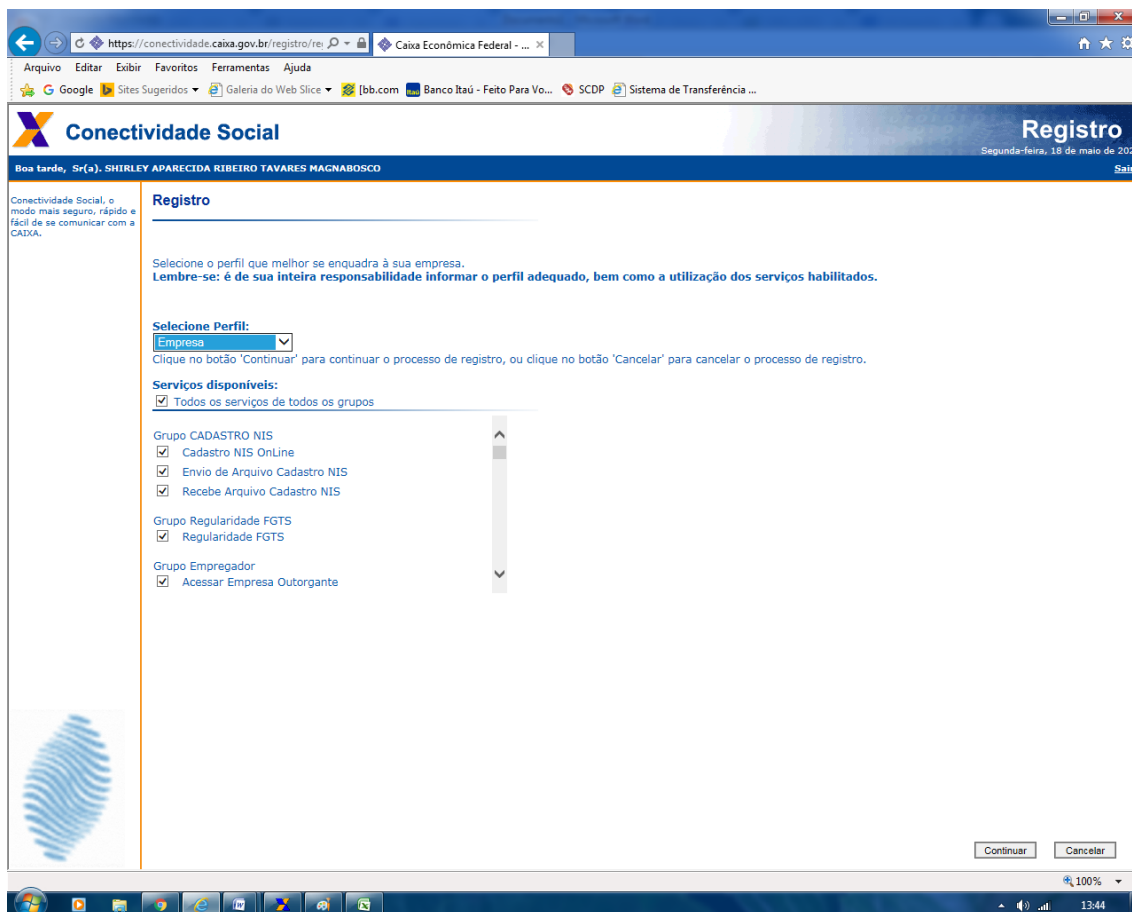 https://conectividade.caixa.gov.br/registro/re
Caixa Econômica Federal - ...
Arquivo Editar Exibir Favoritos Ferramentas Ajuda
Google Sites Sugeridos Galeria do Web Slice [bb.com Banco Itaú - Feito Para Vo... SCDP Sistema de Transferência ...
Conectividade Social
Registro
Segunda-feira, 18 de maio de 202
Boa tarde, Sr(a). SHIRLEY APARECIDA RIBEIRO TAVARES MAGNABOSCO
Sair
Conectividade Social, o
modo mais seguro, rápido e
fácil de se comunicar com a
CAIXA.
Registro
Selecione o perfil que melhor se enquadra à sua empresa.
Lembre-se: é de sua inteira responsabilidade informar o perfil adequado, bem como a utilização dos serviços habilitados.
Selecione Perfil:
Empresa
Clique no botão 'Continuar' para continuar o processo de registro, ou clique no botão 'Cancelar' para cancelar o processo de registro.
Serviços disponíveis:
Todos os serviços de todos os grupos
Grupo CADASTRO NIS
Cadastro NIS OnLine
Envio de Arquivo Cadastro NIS
Recebe Arquivo Cadastro NIS
Grupo Regularidade FGTS
Regularidade FGTS
Grupo Empregador
Acessar Empresa Outorgante
Continuar Cancelar
100%
13:44